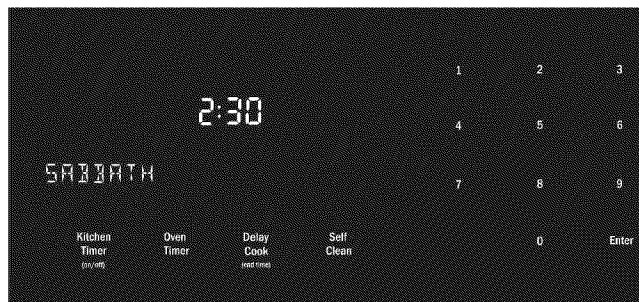 1 2 3
2:30
4 5 6
SABBATH
7 8 9
Kitchen Timer (on/off)
Oven Timer
Delay Cook (end time)
Self Clean
0 Enter